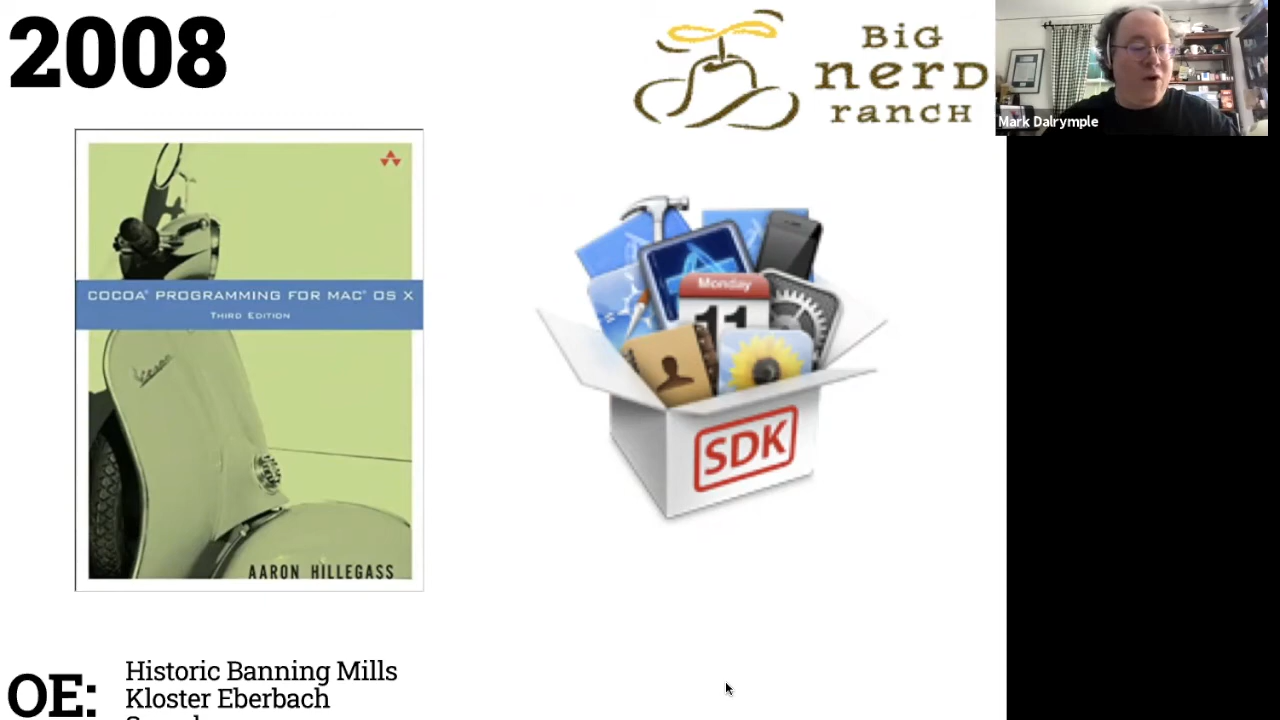 2008
BiG
nerd
ranch
Mark Dalrymple
COCOA® PROGRAMMING FOR MAC® OS X
THIRD EDITION
Vespa
AARON HILLEGASS
Monday
11
SDK
OE:
Historic Banning Mills
Kloster Eberbach